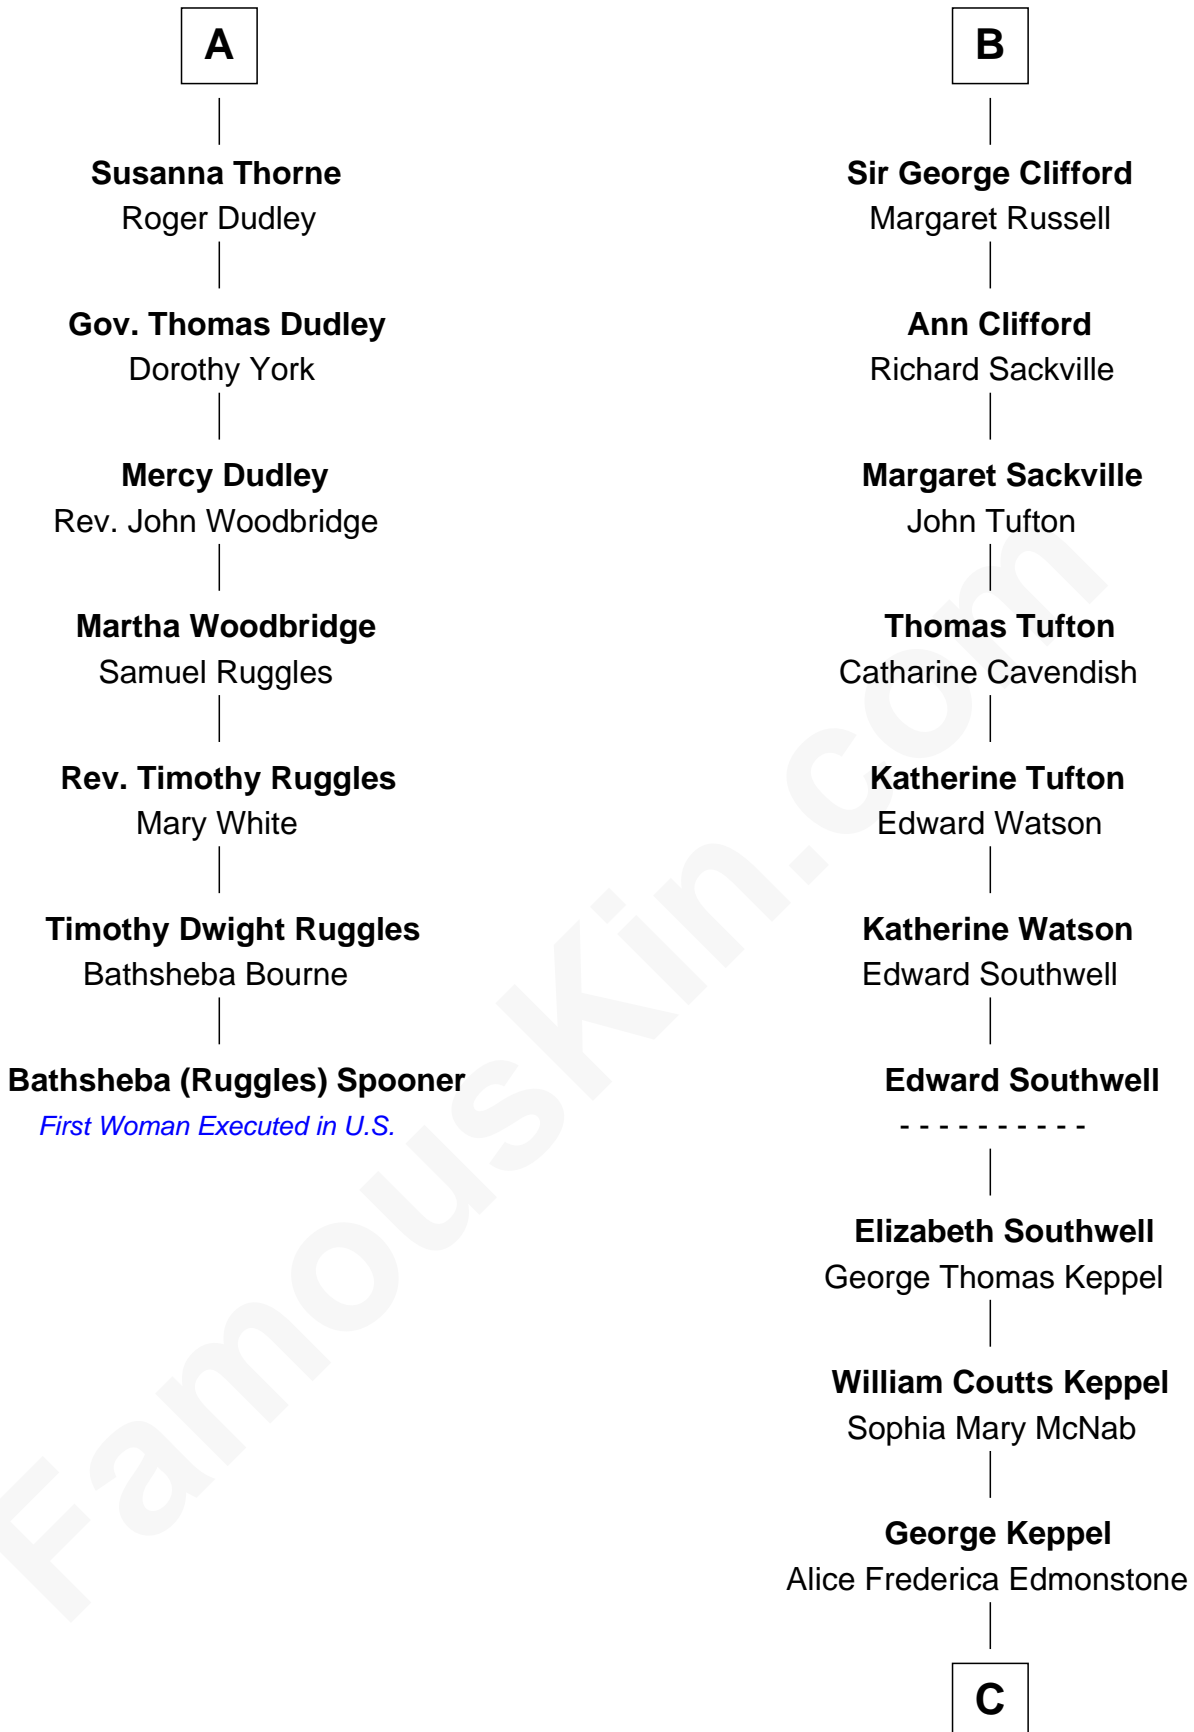 A
Susanna Thorne
Roger Dudley
Gov. Thomas Dudley
Dorothy York
Mercy Dudley
Rev. John Woodbridge
Martha Woodbridge
Samuel Ruggles
Rev. Timothy Ruggles
Mary White
Timothy Dwight Ruggles
Bathsheba Bourne
Bathsheba (Ruggles) Spooner
First Woman Executed in U.S.
B
Sir George Clifford
Margaret Russell
Ann Clifford
Richard Sackville
Margaret Sackville
John Tufton
Thomas Tufton
Catharine Cavendish
Katherine Tufton
Edward Watson
Katherine Watson
Edward Southwell
Edward Southwell
- - - - - - - - - -
Elizabeth Southwell
George Thomas Keppel
William Coutts Keppel
Sophia Mary McNab
George Keppel
Alice Frederica Edmonstone
C
FamousKin.com